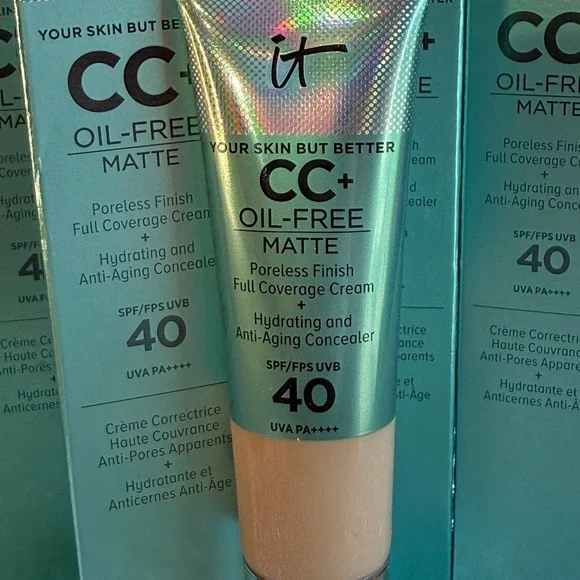 YOUR SKIN BUT BETTER
CC+
OIL-FREE
MATTE
Poreless Finish
Full Coverage Cream
+
Hydrating and
Anti-Aging Concealer
SPF/FPS UVB
40
UVA PA++++
Crème Correctrice
Haute Couvrance
Anti-Pores Apparents
+
Hydratante et
Anticernes Anti-Âge
it
YOUR SKIN BUT BETTER
CC+
OIL-FREE
MATTE
Poreless Finish
Full Coverage Cream
+
Hydrating and
Anti-Aging Concealer
SPF/FPS UVB
40
UVA PA++++
CC
OIL-FREE
MATTE
Poreless Finish
Full Coverage Cream
+
Hydrating and
Anti-Aging
SPF/FPS UVB
40
UVA PA++++
Crème Correctrice
Haute Couvrance
Anti-Pores
+
Hydratante et
Anticernes